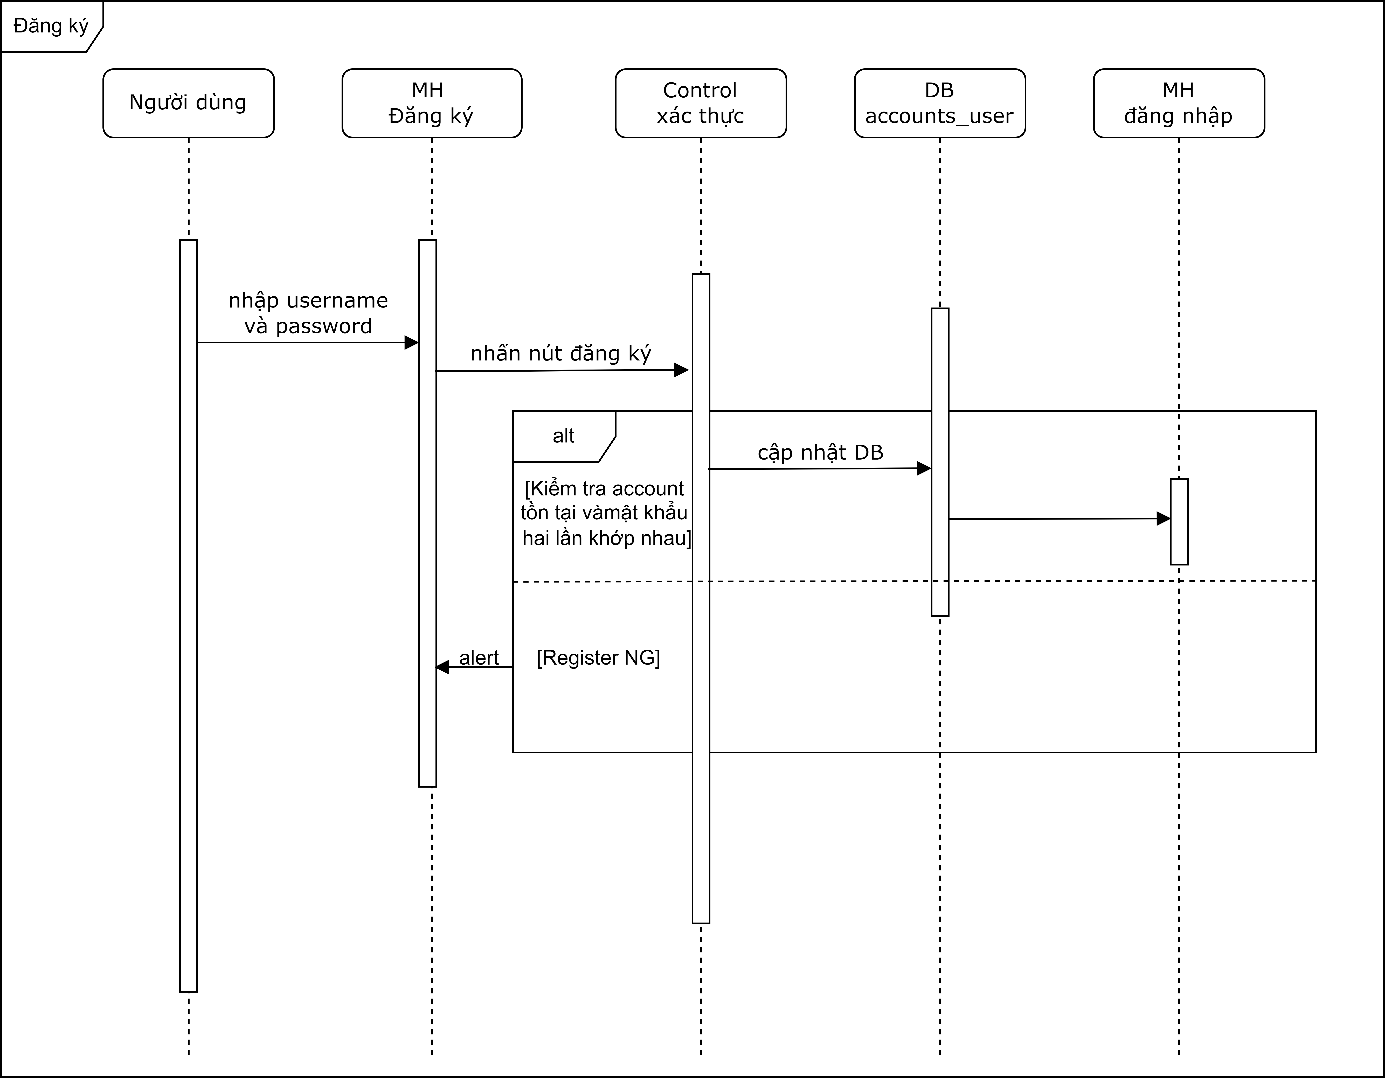 Đăng ký
Người dùng
MH
Đăng ký
Control
xác thực
DB
accounts_user
MH
đăng nhập
nhập username
và password
nhấn nút đăng ký
alt
cập nhật DB
[Kiểm tra account
tồn tại vàmật khẩu
hai lần khớp nhau]
alert
[Register NG]